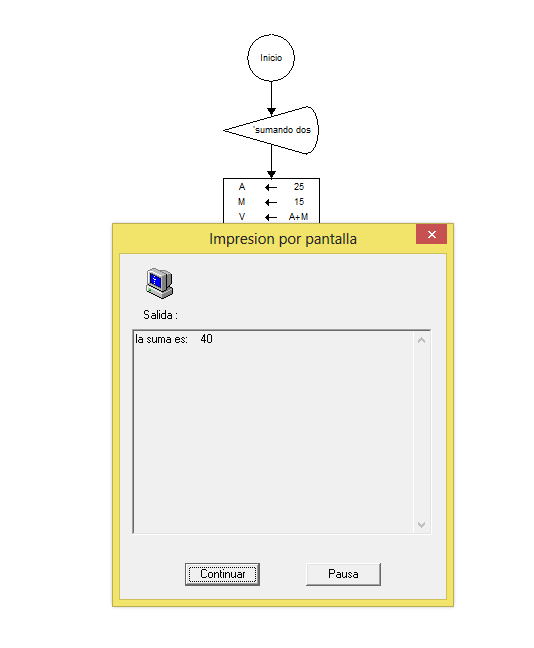 Inicio
'sumando dos
A ← 25
M ← 15
V ← A+M
Impresion por pantalla
Salida :
la suma es: 40
Continuar
Pausa